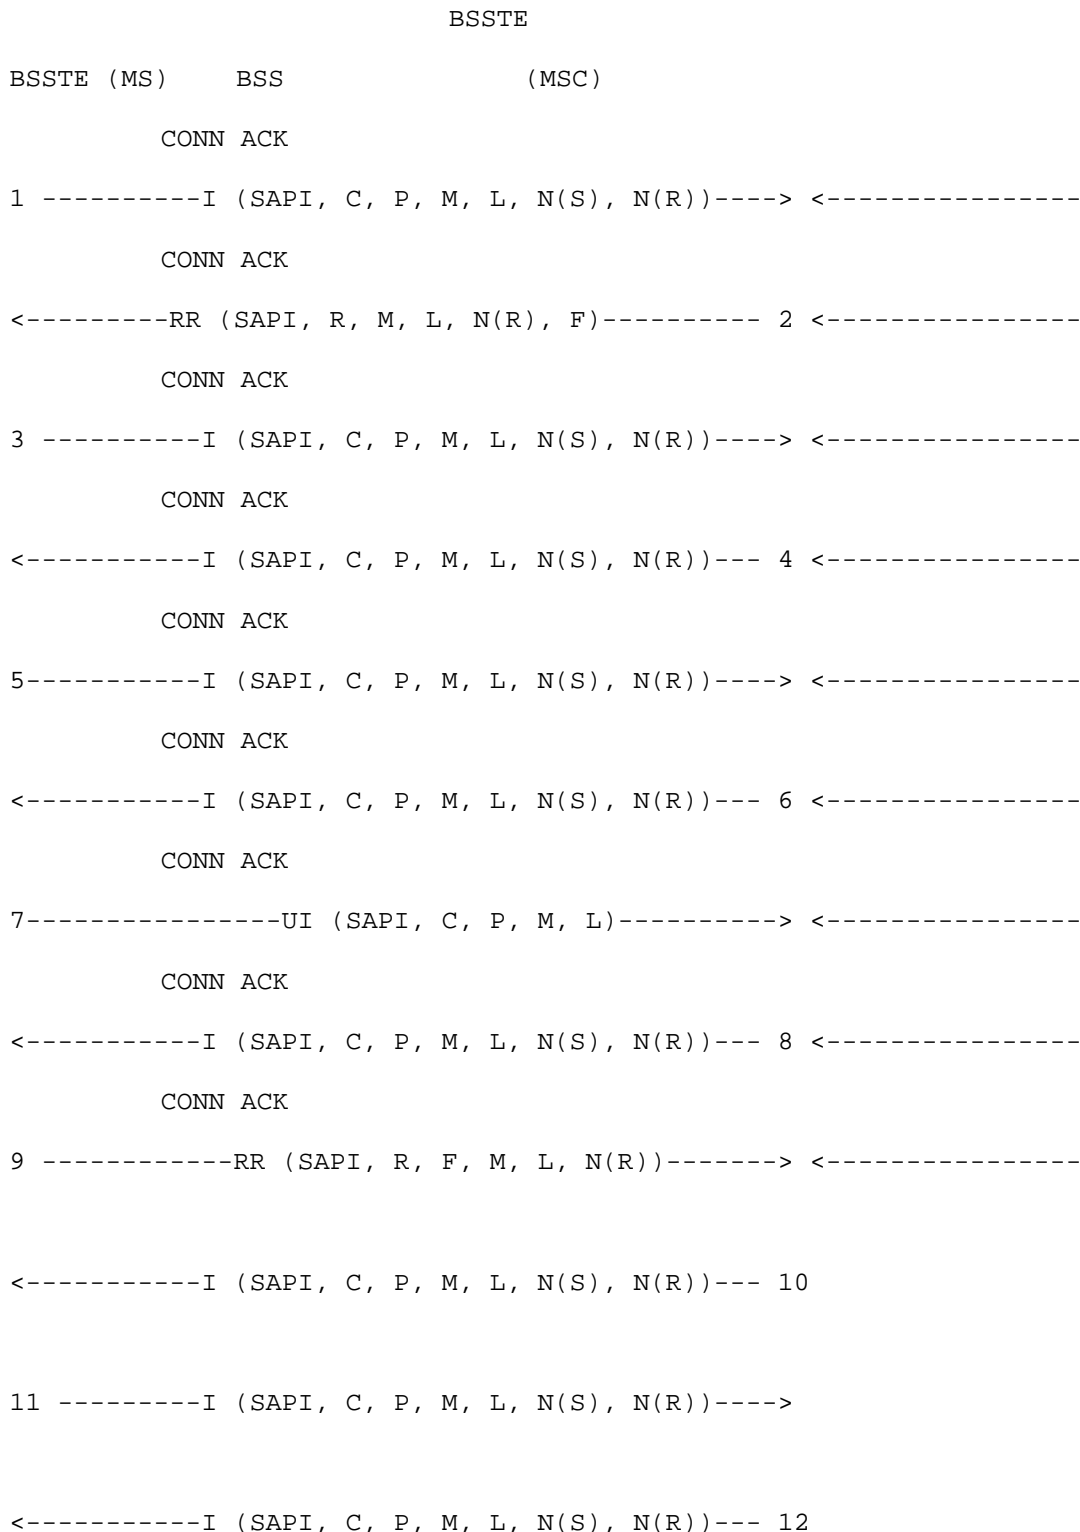 BSSTE
BSSTE (MS) BSS (MSC)
CONN ACK
1 ----------I (SAPI, C, P, M, L, N(S), N(R))----> <----------------
CONN ACK
<---------RR (SAPI, R, M, L, N(R), F)---------- 2 <----------------
CONN ACK
3 ----------I (SAPI, C, P, M, L, N(S), N(R))----> <----------------
CONN ACK
<-----------I (SAPI, C, P, M, L, N(S), N(R))--- 4 <----------------
CONN ACK
5-----------I (SAPI, C, P, M, L, N(S), N(R))----> <----------------
CONN ACK
<-----------I (SAPI, C, P, M, L, N(S), N(R))--- 6 <----------------
CONN ACK
7----------------UI (SAPI, C, P, M, L)----------> <----------------
CONN ACK
<-----------I (SAPI, C, P, M, L, N(S), N(R))--- 8 <----------------
CONN ACK
9 ------------RR (SAPI, R, F, M, L, N(R))-------> <----------------
<-----------I (SAPI, C, P, M, L, N(S), N(R))--- 10
11 ---------I (SAPI, C, P, M, L, N(S), N(R))---->
<-----------I (SAPI, C, P, M, L, N(S), N(R))--- 12